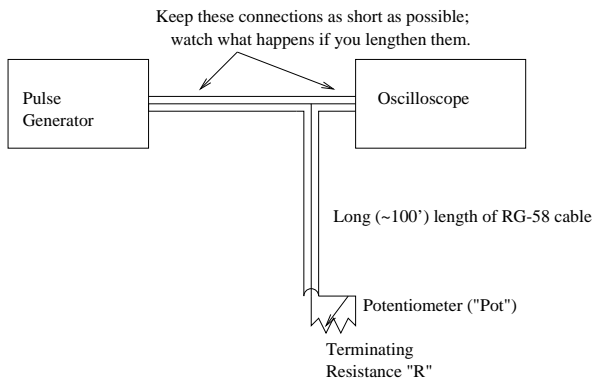 Keep these connections as short as possible;
watch what happens if you lengthen them.
Pulse
Generator
Oscilloscope
Long (~100') length of RG-58 cable
Potentiometer ("Pot")
Terminating
Resistance "R"